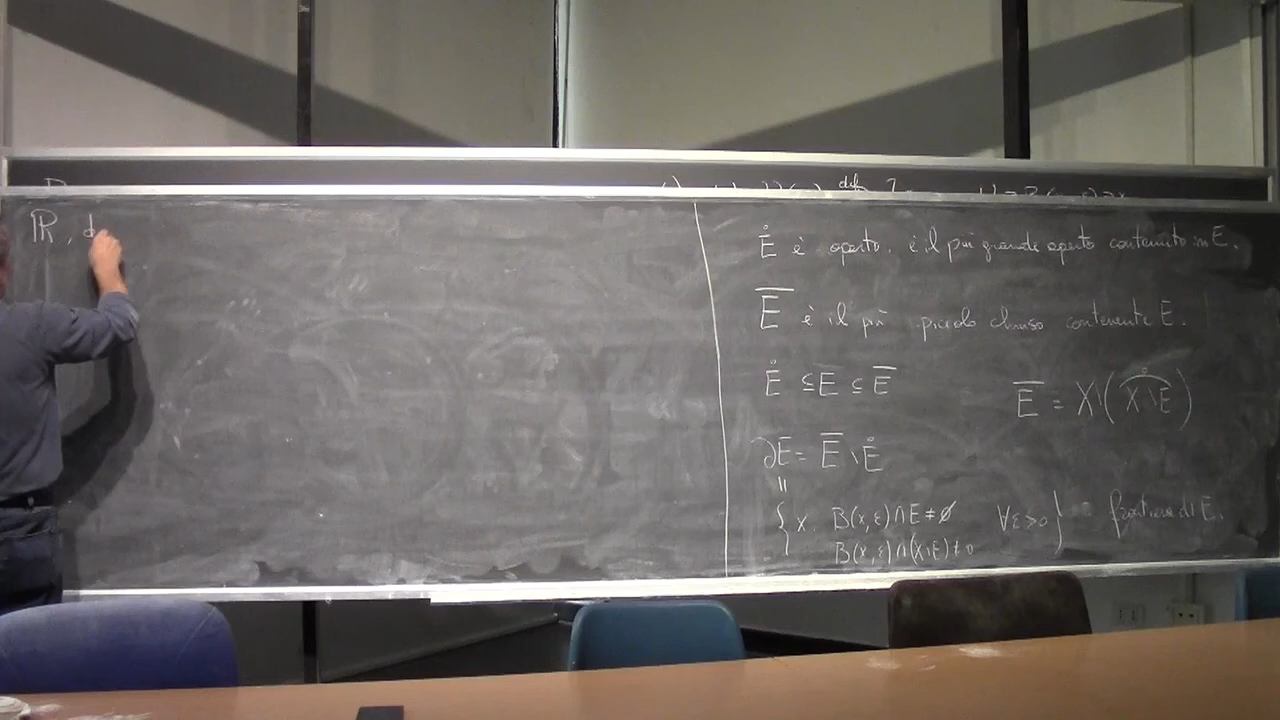 ℝ, d
E̊ è aperto, è il più grande aperto contenuto in E.
E̅ è il più piccolo chiuso contenente E.
E̊ ⊆ E ⊆ E̅
E̅ = X\(X\E)°
∂E = E̅ \ E̊
||
{ x. B(x,ε)∩E ≠ ∅ ∀ε>0 } = frontiera di E.
B(x,ε)∩(X\E) ≠ ∅